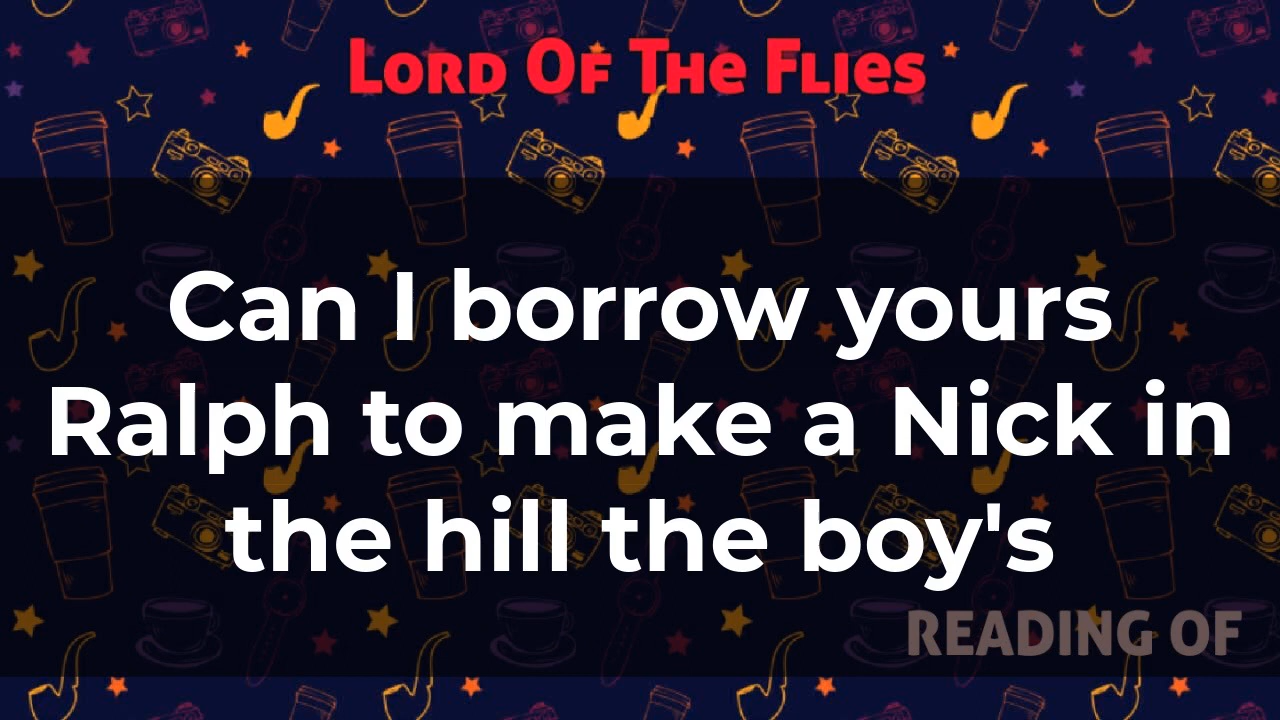 Lord Of The Flies
Can I borrow yours
Ralph to make a Nick in
the hill the boy's
READING OF